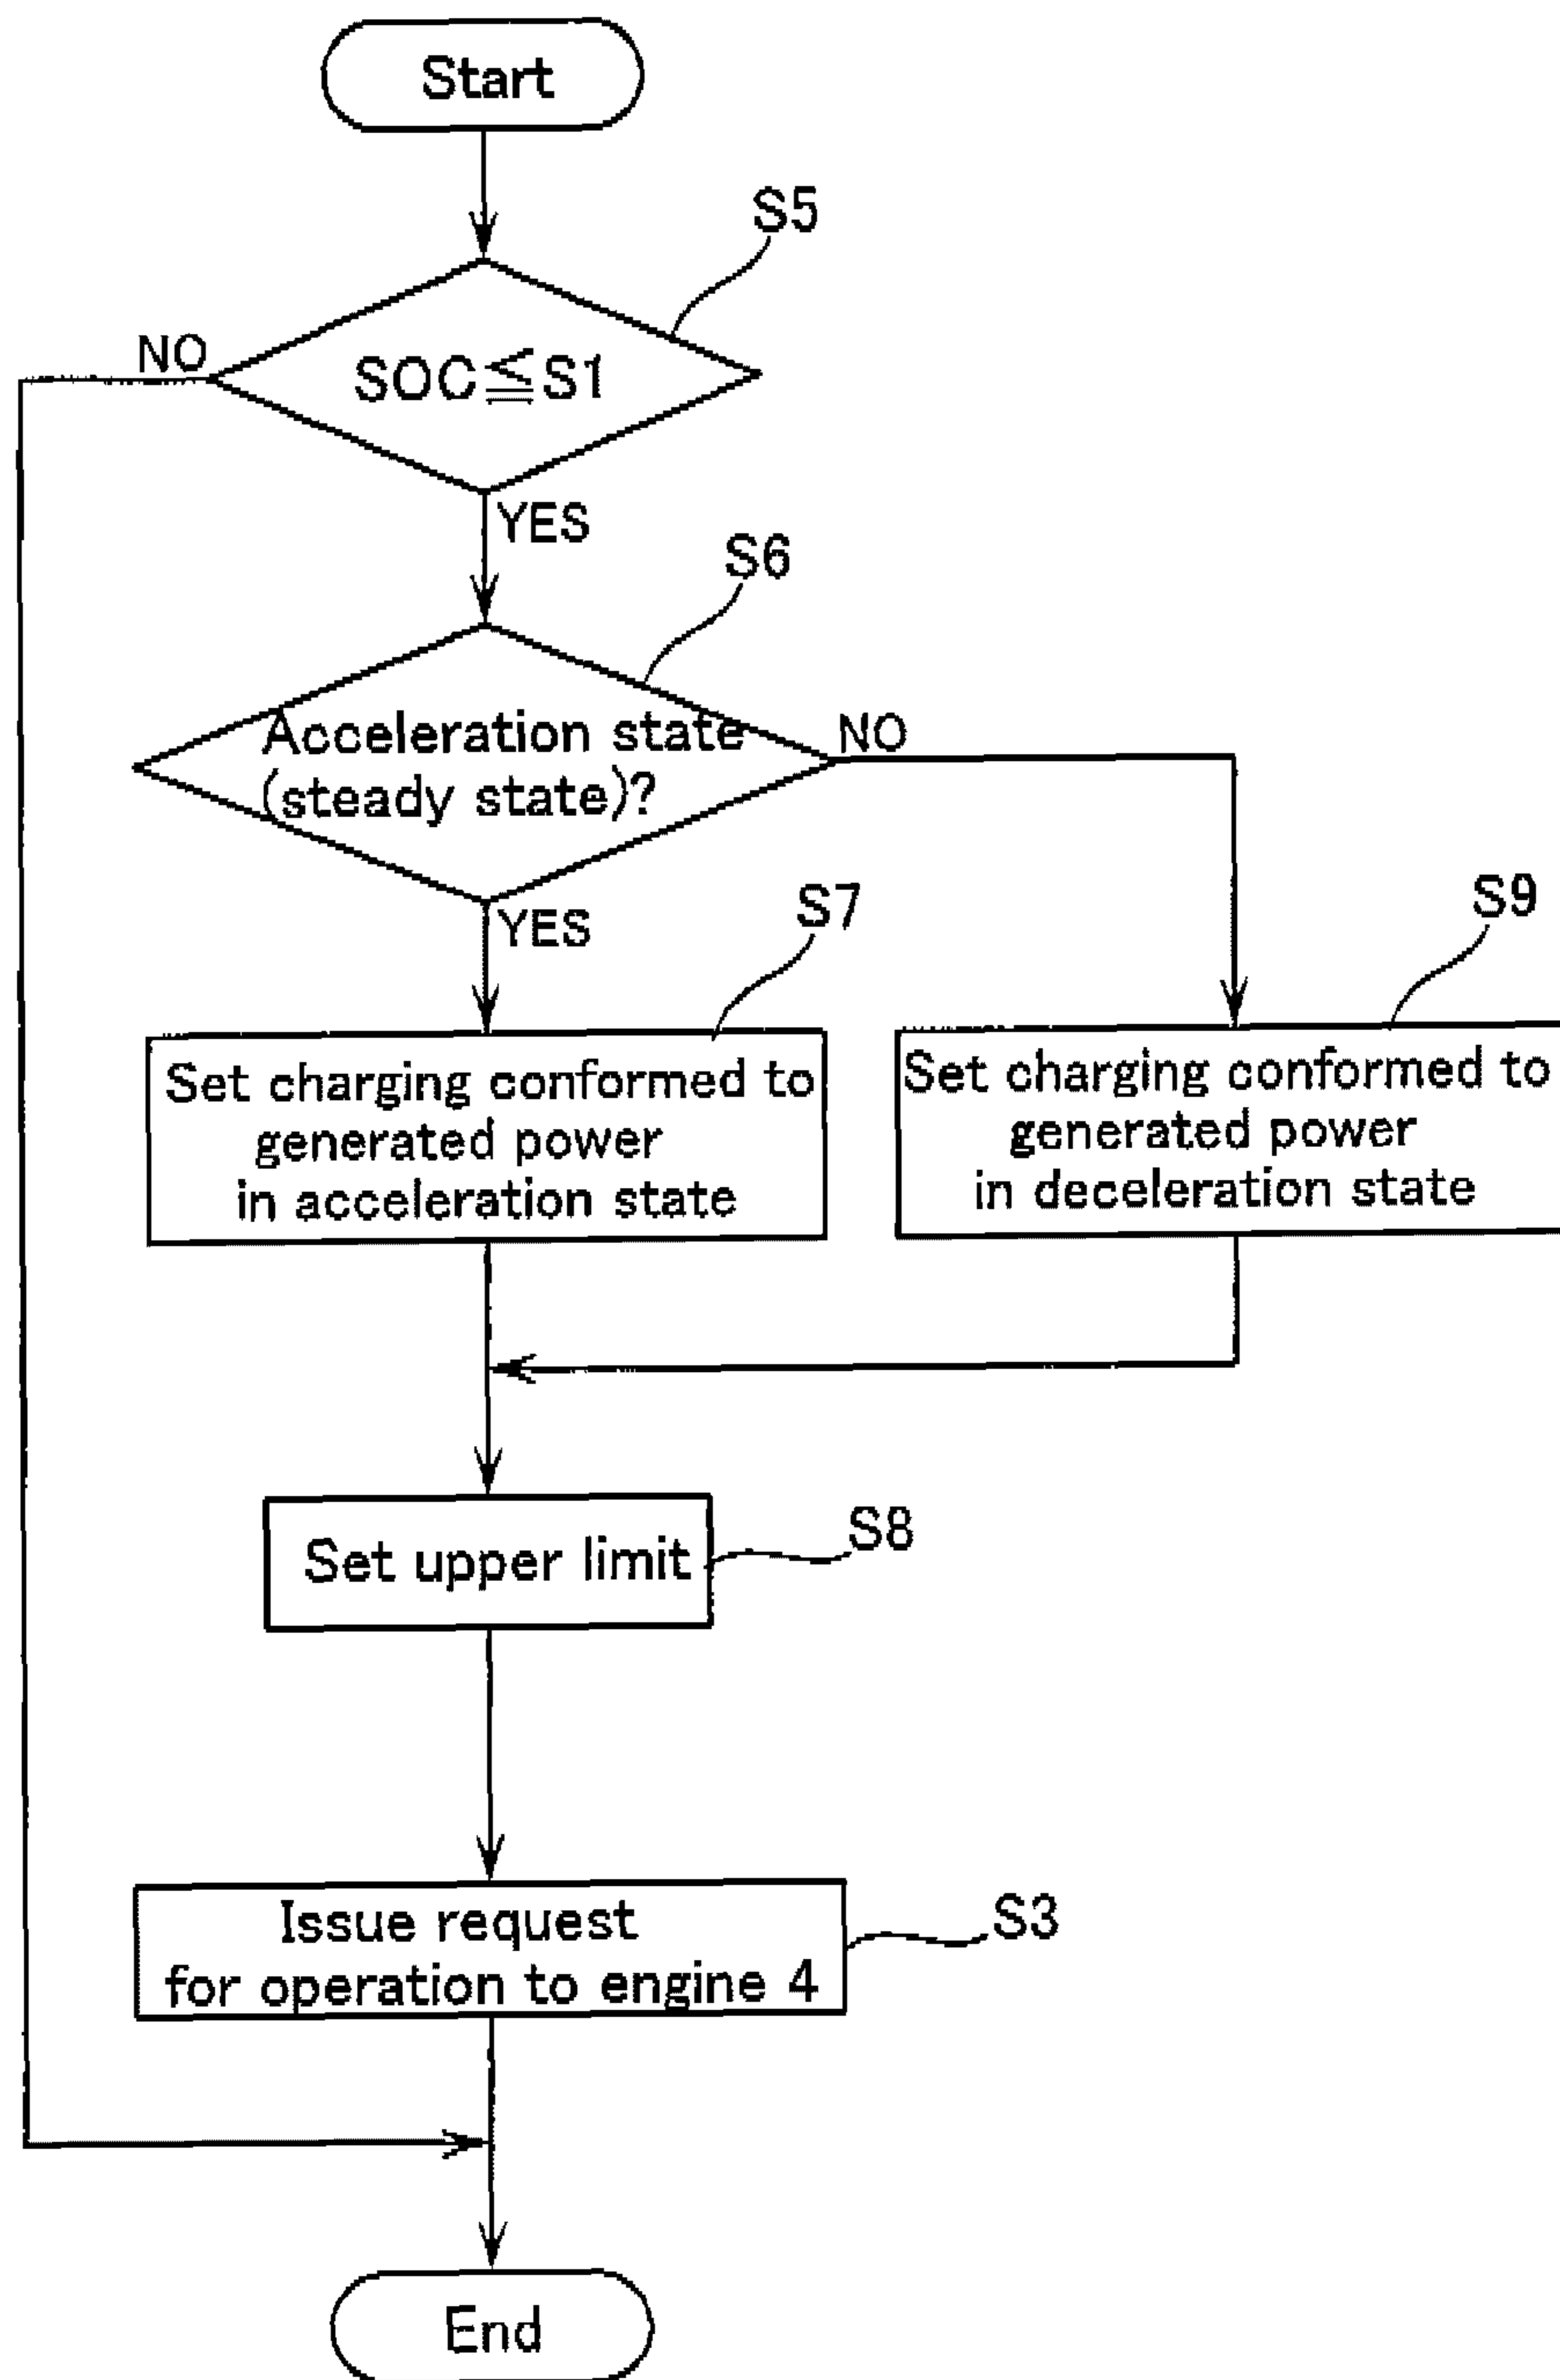 Start
S5
NO
SOC≦S1
YES
S6
Acceleration state
(steady state)?
NO
YES
S7
S9
Set charging conformed to
generated power
in acceleration state
Set charging conformed to
generated power
in deceleration state
Set upper limit
S8
Issue request
for operation to engine 4
S3
End